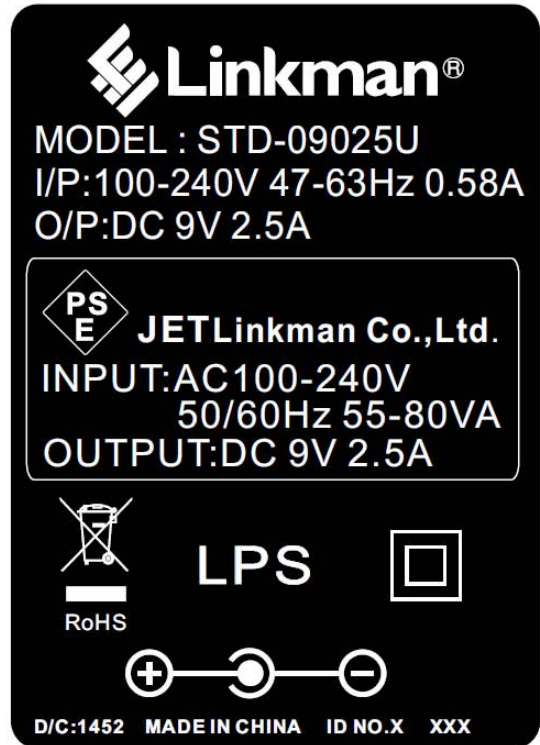 Linkman®
MODEL : STD-09025U
I/P:100-240V 47-63Hz 0.58A
O/P:DC 9V 2.5A
PS
E
JETLinkman Co.,Ltd.
INPUT:AC100-240V
50/60Hz 55-80VA
OUTPUT:DC 9V 2.5A
LPS
RoHS
D/C:1452 MADE IN CHINA ID NO.X XXX